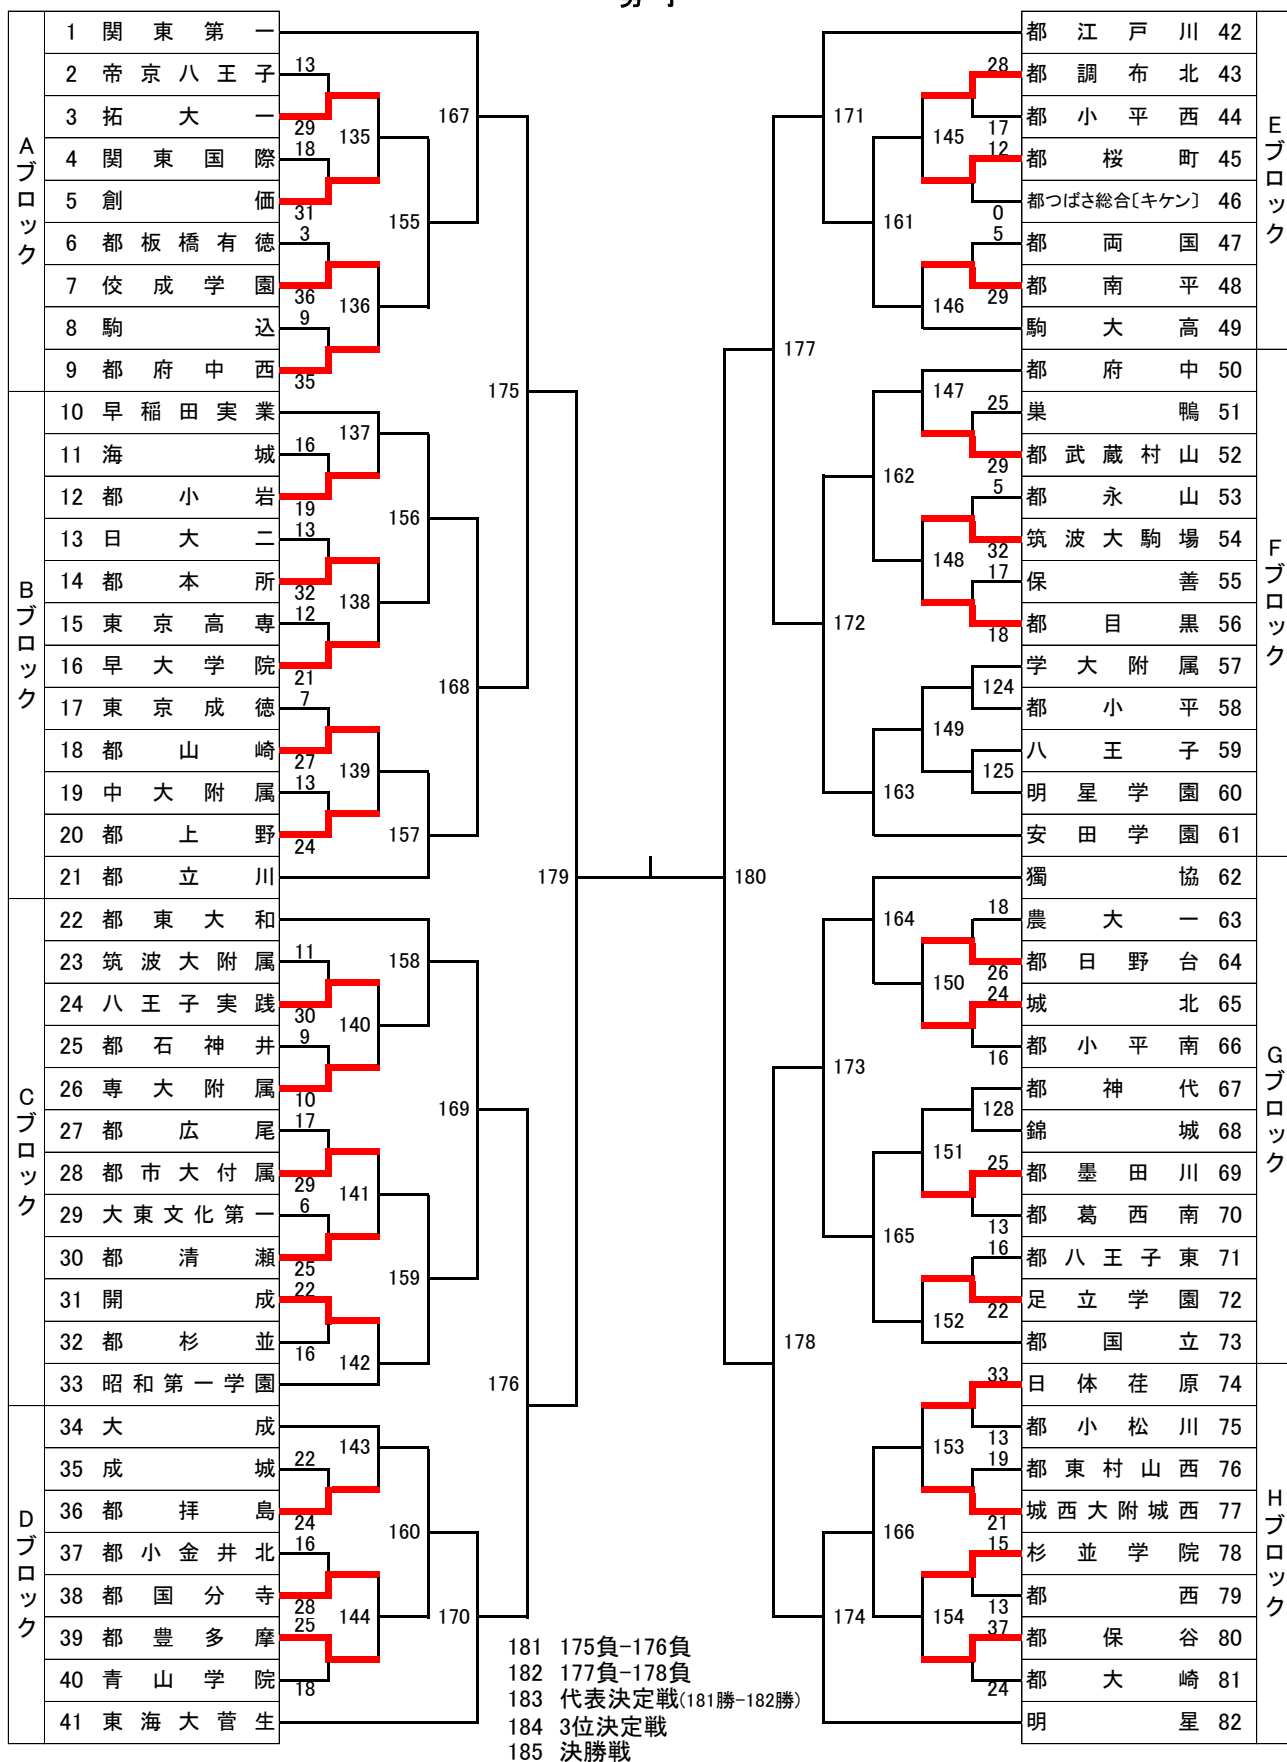 Aブロック
1 関東第一
2 帝京八王子 13
3 拓大一 29
135
4 関東国際 18
5 創価 31
6 都板橋有徳 3
7 佼成学園 36
136
8 駒込 9
9 都府中西 35
155
167
Bブロック
10 早稲田実業
137
11 海城 16
12 都小岩 19
13 日大二 13
14 都本所 32
138
15 東京高専 12
16 早大学院 21
156
17 東京成徳 7
18 都山崎 27
139
19 中大附属 13
20 都上野 24
157
21 都立川
168
175
Cブロック
22 都東大和
158
23 筑波大附属 11
24 八王子実践 30
140
25 都石神井 9
26 専大附属 10
27 都広尾 17
28 都市大付属 29
141
29 大東文化第一 6
30 都清瀬 25
159
31 開成 22
32 都杉並 16
142
33 昭和第一学園
169
176
Dブロック
34 大成
143
35 成城 22
36 都拝島 24
160
37 都小金井北 16
38 都国分寺 28
144
39 都豊多摩 25
40 青山学院 18
41 東海大菅生
170
179
180
Eブロック
都江戸川 42
171
28 都調布北 43
17 都小平西 44
145
12 都桜町 45
0 都つばさ総合〔キケン〕 46
161
5 都両国 47
29 都南平 48
146
駒大高 49
177
Fブロック
都府中 50
147
25 巣鴨 51
29 都武蔵村山 52
162
5 都永山 53
32 筑波大駒場 54
148
17 保善 55
18 都目黒 56
172
学大附属 57
124
都小平 58
149
八王子 59
125
明星学園 60
163
安田学園 61
Gブロック
獨協 62
164
18 農大一 63
26 都日野台 64
150
24 城北 65
16 都小平南 66
173
都神代 67
128
錦城 68
151
25 都墨田川 69
13 都葛西南 70
165
16 都八王子東 71
22 足立学園 72
152
都国立 73
178
Hブロック
33 日体荏原 74
13 都小松川 75
153
19 都東村山西 76
21 城西大附城西 77
166
15 杉並学院 78
13 都西 79
154
37 都保谷 80
24 都大崎 81
174
明星 82
181 175負-176負
182 177負-178負
183 代表決定戦(181勝-182勝)
184 3位決定戦
185 決勝戦